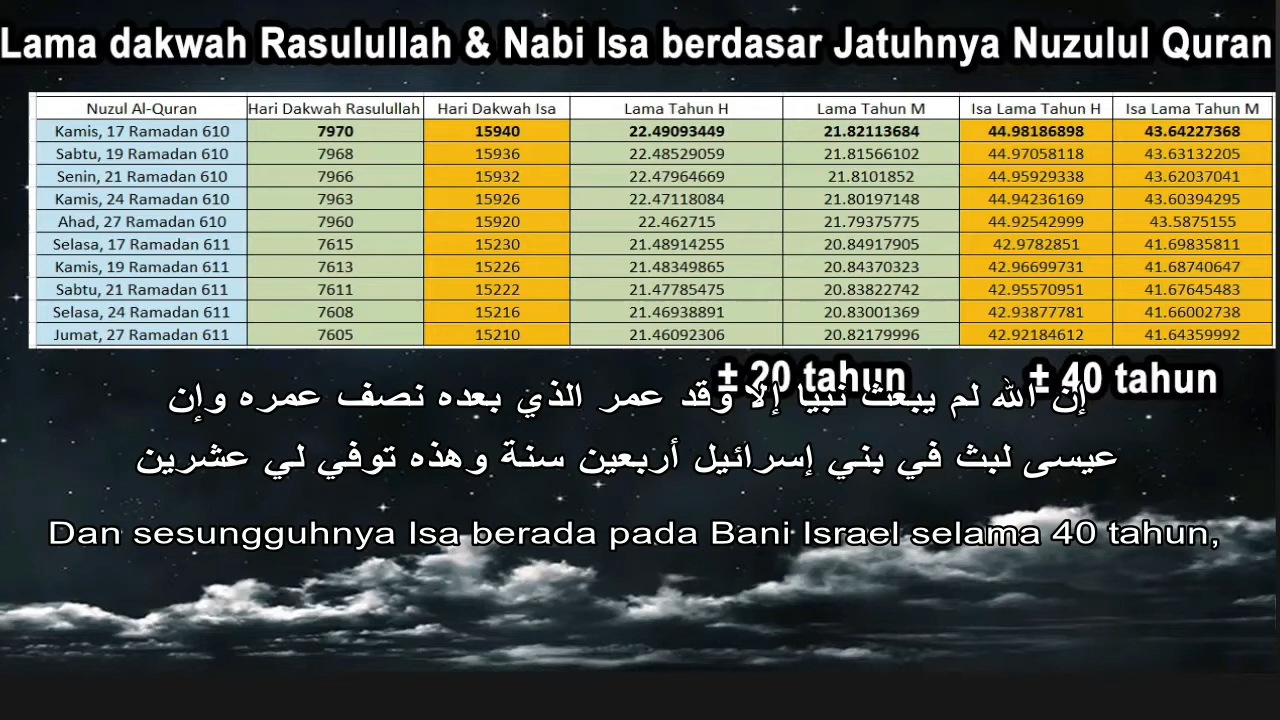 Lama dakwah Rasulullah & Nabi Isa berdasar Jatuhnya Nuzulul Quran
Nuzul Al-Quran Hari Dakwah Rasulullah Hari Dakwah Isa Lama Tahun H Lama Tahun M Isa Lama Tahun H Isa Lama Tahun M
Kamis, 17 Ramadan 610 7970 15940 22.49093449 21.82113684 44.98186898 43.64227368
Sabtu, 19 Ramadan 610 7968 15936 22.48529059 21.81566102 44.97058118 43.63132205
Senin, 21 Ramadan 610 7966 15932 22.47964669 21.8101852 44.95929338 43.62037041
Kamis, 24 Ramadan 610 7963 15926 22.47118084 21.80197148 44.94236169 43.60394295
Ahad, 27 Ramadan 610 7960 15920 22.462715 21.79375775 44.92542999 43.5875155
Selasa, 17 Ramadan 611 7615 15230 21.48914255 20.84917905 42.9782851 41.69835811
Kamis, 19 Ramadan 611 7613 15226 21.48349865 20.84370323 42.96699731 41.68740647
Sabtu, 21 Ramadan 611 7611 15222 21.47785475 20.83822742 42.95570951 41.67645483
Selasa, 24 Ramadan 611 7608 15216 21.46938891 20.83001369 42.93877781 41.66002738
Jumat, 27 Ramadan 611 7605 15210 21.46092306 20.82179996 42.92184612 41.64359992
± 20 tahun ± 40 tahun
إن الله لم يبعث نبيا إلا وقد عمر الذي بعده نصف عمره وإن
عيسى لبث في بني إسرائيل أربعين سنة وهذه توفي لي عشرين
Dan sesungguhnya Isa berada pada Bani Israel selama 40 tahun,